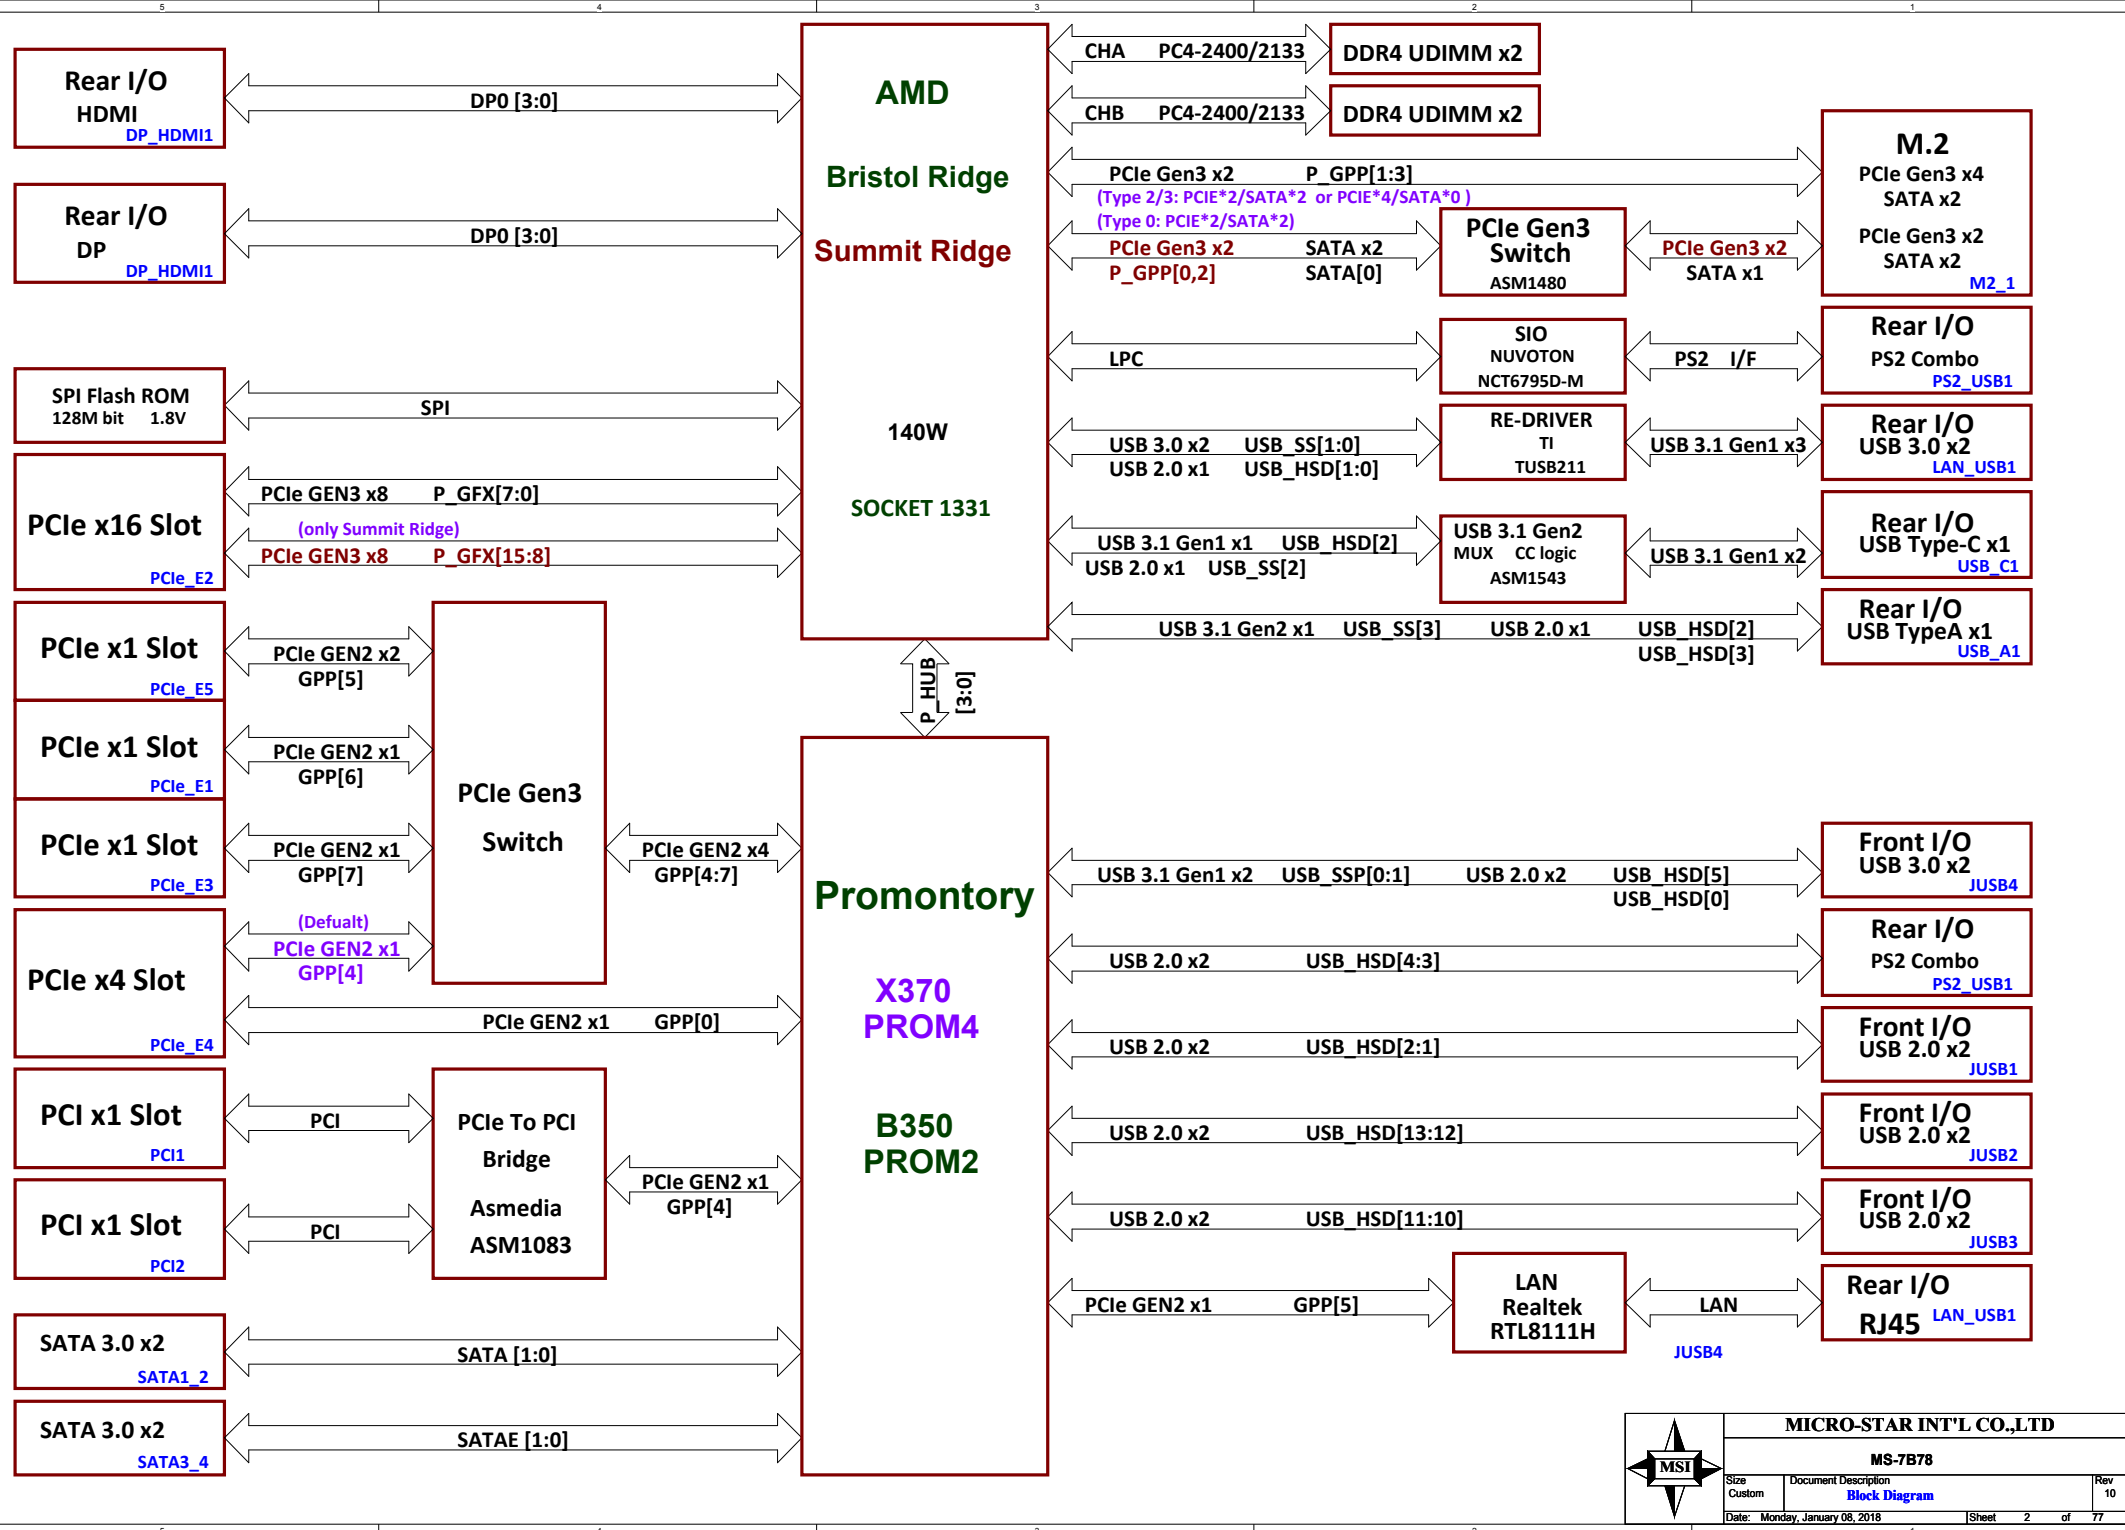 5
4
3
2
1
Rear I/O
HDMI
DP_HDMI1
DP0 [3:0]
Rear I/O
DP
DP_HDMI1
DP0 [3:0]
SPI Flash ROM
128M bit 1.8V
SPI
PCIe x16 Slot
PCIe_E2
PCIe GEN3 x8 P_GFX[7:0]
(only Summit Ridge)
PCIe GEN3 x8 P_GFX[15:8]
PCIe x1 Slot
PCIe_E5
PCIe GEN2 x2
GPP[5]
PCIe x1 Slot
PCIe_E1
PCIe GEN2 x1
GPP[6]
PCIe x1 Slot
PCIe_E3
PCIe GEN2 x1
GPP[7]
PCIe x4 Slot
PCIe_E4
(Defualt)
PCIe GEN2 x1
GPP[4]
PCIe GEN2 x1 GPP[0]
PCIe Gen3
Switch
PCIe GEN2 x4
GPP[4:7]
PCI x1 Slot
PCI1
PCI
PCI x1 Slot
PCI2
PCI
PCIe To PCI
Bridge
Asmedia
ASM1083
PCIe GEN2 x1
GPP[4]
SATA 3.0 x2
SATA1_2
SATA [1:0]
SATA 3.0 x2
SATA3_4
SATAE [1:0]
AMD
Bristol Ridge
Summit Ridge
140W
SOCKET 1331
P_HUB
[3:0]
Promontory
X370
PROM4
B350
PROM2
CHA PC4-2400/2133
DDR4 UDIMM x2
CHB PC4-2400/2133
DDR4 UDIMM x2
PCIe Gen3 x2 P_GPP[1:3]
(Type 2/3: PCIE*2/SATA*2 or PCIE*4/SATA*0 )
(Type 0: PCIE*2/SATA*2)
PCIe Gen3 x2 SATA x2
P_GPP[0,2] SATA[0]
PCIe Gen3
Switch
ASM1480
PCIe Gen3 x2
SATA x1
M.2
PCIe Gen3 x4
SATA x2
PCIe Gen3 x2
SATA x2
M2_1
LPC
SIO
NUVOTON
NCT6795D-M
PS2 I/F
Rear I/O
PS2 Combo
PS2_USB1
USB 3.0 x2 USB_SS[1:0]
USB 2.0 x1 USB_HSD[1:0]
RE-DRIVER
TI
TUSB211
USB 3.1 Gen1 x3
Rear I/O
USB 3.0 x2
LAN_USB1
USB 3.1 Gen1 x1 USB_HSD[2]
USB 2.0 x1 USB_SS[2]
USB 3.1 Gen2
MUX CC logic
ASM1543
USB 3.1 Gen1 x2
Rear I/O
USB Type-C x1
USB_C1
USB 3.1 Gen2 x1 USB_SS[3] USB 2.0 x1 USB_HSD[2]
USB_HSD[3]
Rear I/O
USB TypeA x1
USB_A1
USB 3.1 Gen1 x2 USB_SSP[0:1] USB 2.0 x2 USB_HSD[5]
USB_HSD[0]
Front I/O
USB 3.0 x2
JUSB4
USB 2.0 x2 USB_HSD[4:3]
Rear I/O
PS2 Combo
PS2_USB1
USB 2.0 x2 USB_HSD[2:1]
Front I/O
USB 2.0 x2
JUSB1
USB 2.0 x2 USB_HSD[13:12]
Front I/O
USB 2.0 x2
JUSB2
USB 2.0 x2 USB_HSD[11:10]
Front I/O
USB 2.0 x2
JUSB3
PCIe GEN2 x1 GPP[5]
LAN
Realtek
RTL8111H
LAN
JUSB4
Rear I/O
RJ45 LAN_USB1
MSI
MICRO-STAR INT'L CO.,LTD
MS-7B78
Size
Custom
Document Description
Block Diagram
Rev
10
Date: Monday, January 08, 2018
Sheet 2 of 77